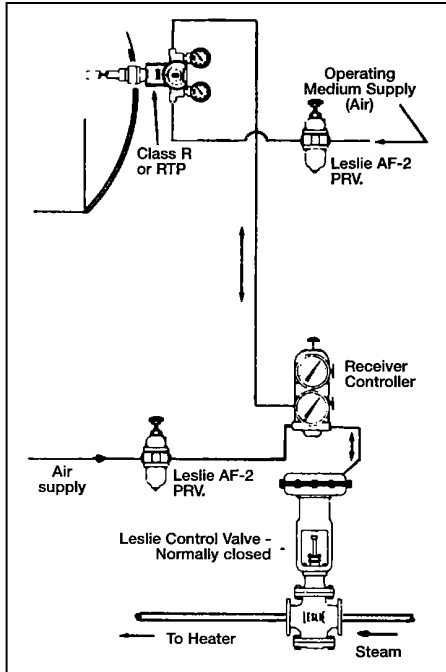 Operating
Medium Supply
(Air)
Class R
or RTP
Leslie AF-2
PRV.
Receiver
Controller
Air
supply
Leslie AF-2
PRV.
Leslie Control Valve -
Normally closed
LESLIE
To Heater
Steam